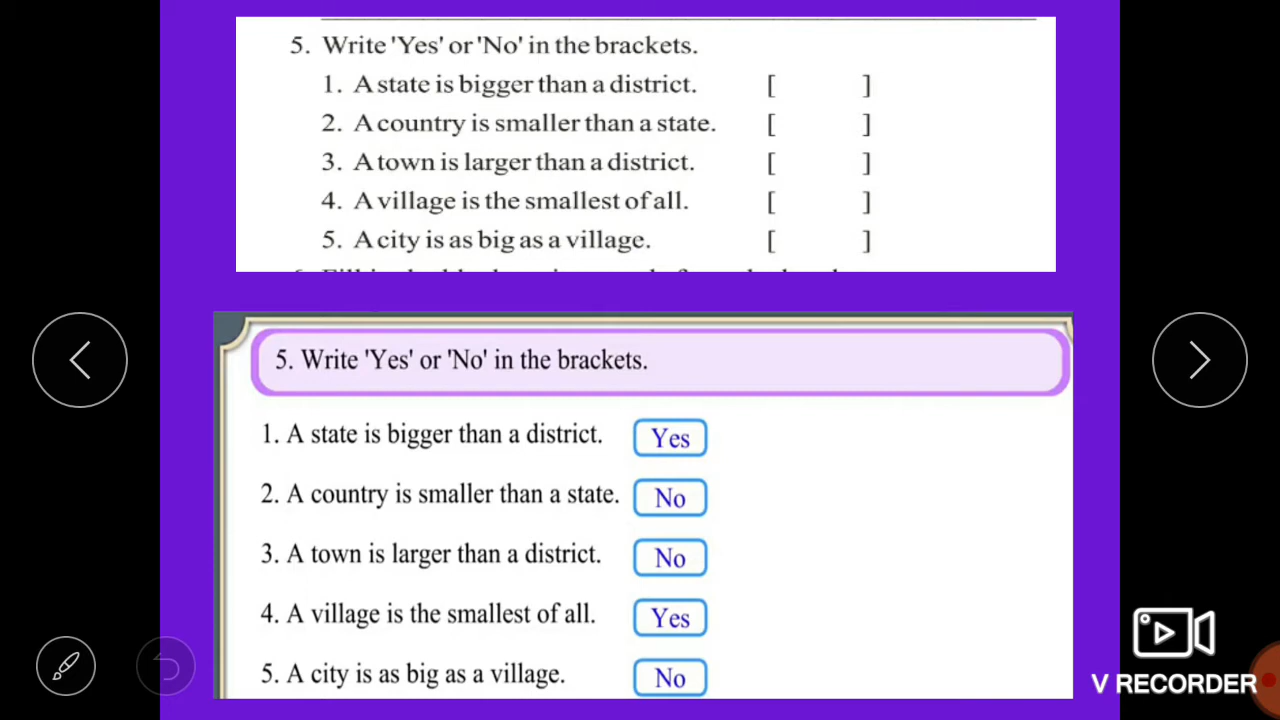 5. Write 'Yes' or 'No' in the brackets.
1. A state is bigger than a district. [ ]
2. A country is smaller than a state. [ ]
3. A town is larger than a district. [ ]
4. A village is the smallest of all. [ ]
5. A city is as big as a village. [ ]
5. Write 'Yes' or 'No' in the brackets.
1. A state is bigger than a district. Yes
2. A country is smaller than a state. No
3. A town is larger than a district. No
4. A village is the smallest of all. Yes
5. A city is as big as a village. No
V RECORDER